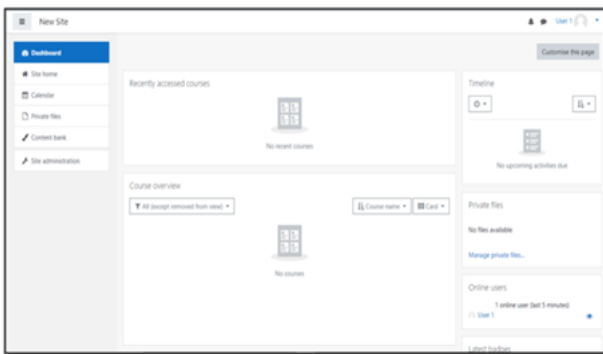 New Site
User 1
Dashboard
Site home
Calendar
Private files
Content bank
Site administration
Customise this page
Recently accessed courses
No recent courses
Course overview
All (except removed from view)
Course name
Card
No courses
Timeline
No upcoming activities due
Private files
No files available
Manage private files...
Online users
1 online user (last 5 minutes)
User 1
Latest badges